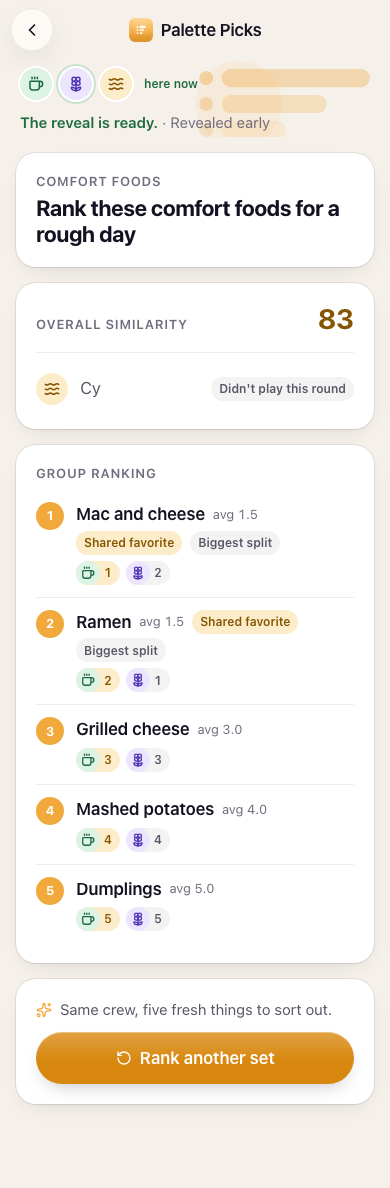 Palette Picks
here now
The reveal is ready. · Revealed early
COMFORT FOODS
Rank these comfort foods for a
rough day
OVERALL SIMILARITY
83
Cy
Didn't play this round
GROUP RANKING
1 Mac and cheese avg 1.5
Shared favorite Biggest split
1 2
2 Ramen avg 1.5 Shared favorite
Biggest split
2 1
3 Grilled cheese avg 3.0
3 3
4 Mashed potatoes avg 4.0
4 4
5 Dumplings avg 5.0
5 5
Same crew, five fresh things to sort out.
Rank another set